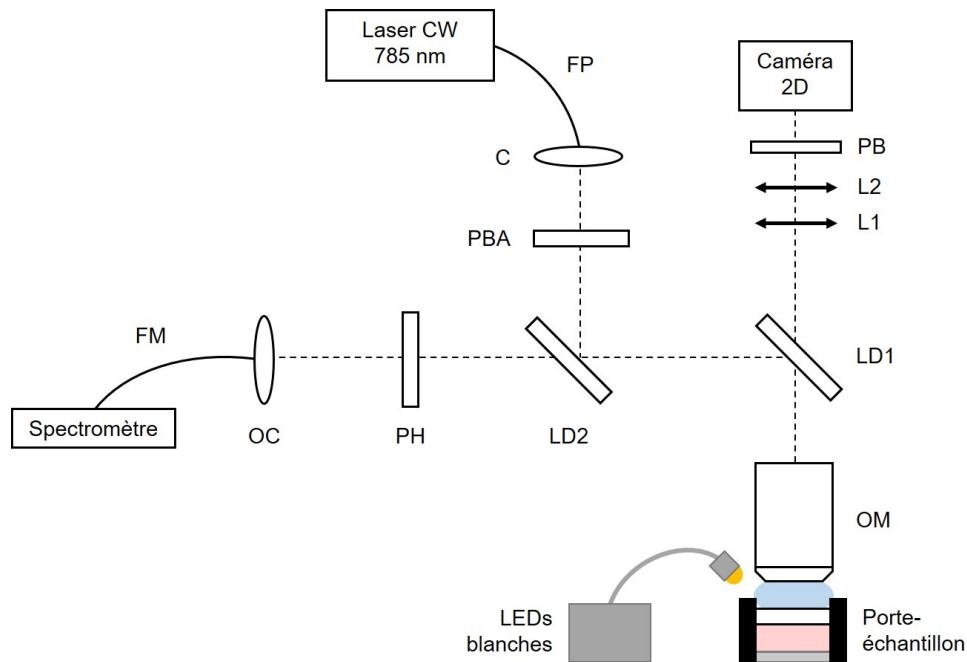 Laser CW
785 nm
FP
Caméra
2D
C
PB
L2
L1
PBA
FM
LD1
Spectromètre
OC
PH
LD2
OM
LEDs
blanches
Porte-
échantillon